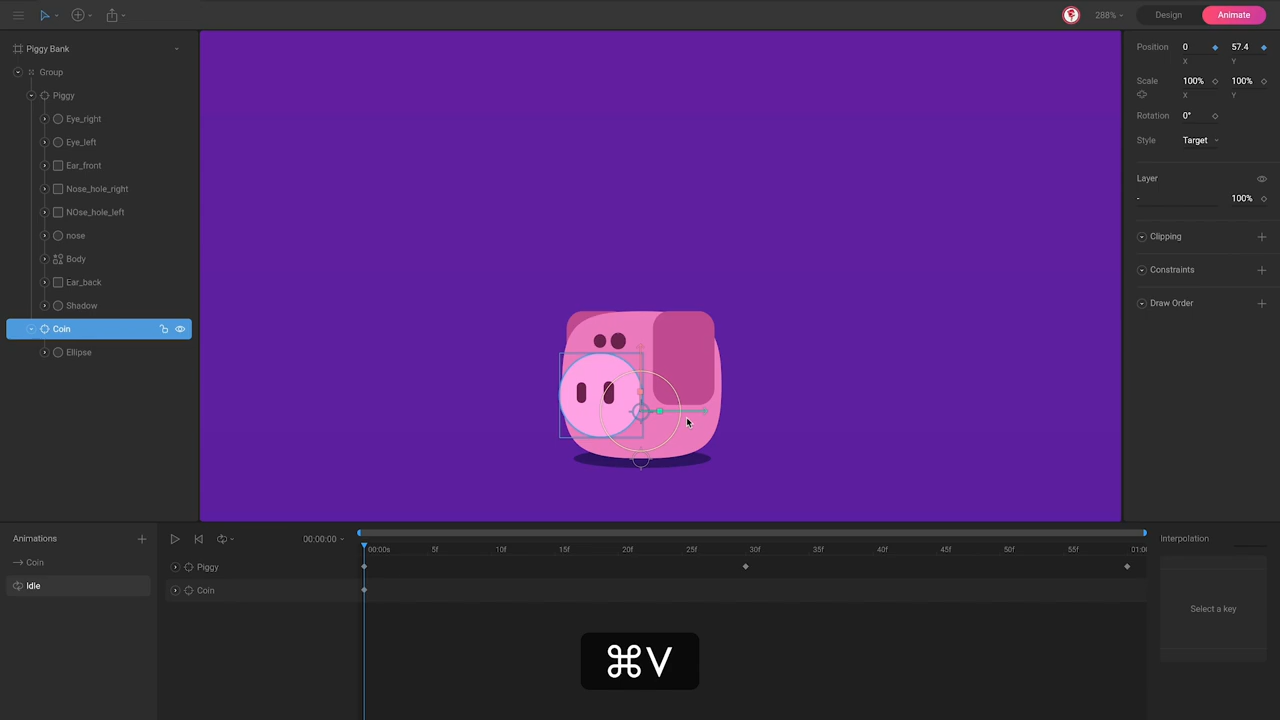 288%
Design
Animate
Piggy Bank
Group
Piggy
Eye_right
Eye_left
Ear_front
Nose_hole_right
NOse_hole_left
nose
Body
Ear_back
Shadow
Coin
Ellipse
Position 0 57.4
X Y
Scale 100% 100%
X Y
Rotation 0°
Style Target
Layer
- 100%
Clipping
Constraints
Draw Order
Animations
Coin
Idle
00:00:00
00:00s 5f 10f 15f 20f 25f 30f 35f 40f 45f 50f 55f 01:0
Piggy
Coin
Interpolation
Select a key
⌘V